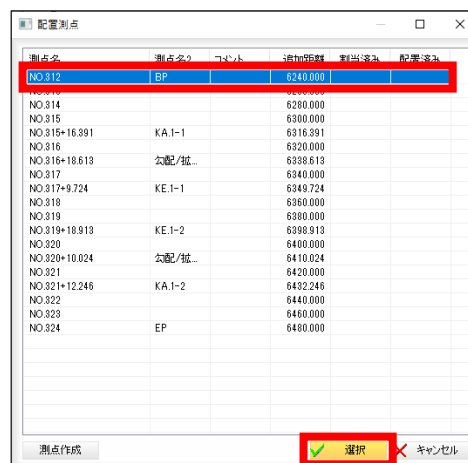 配置測点
測点名 測点名2 コメント 追加距離 割当済み 配置済み
NO.312 BP 6240.000
NO.314 6280.000
NO.315 6300.000
NO.315+16.391 KA.1-1 6316.391
NO.316 6320.000
NO.316+18.613 勾配/拡... 6338.613
NO.317 6340.000
NO.317+9.724 KE.1-1 6349.724
NO.318 6360.000
NO.319 6380.000
NO.319+18.913 KE.1-2 6398.913
NO.320 6400.000
NO.320+10.024 勾配/拡... 6410.024
NO.321 6420.000
NO.321+12.246 KA.1-2 6432.246
NO.322 6440.000
NO.323 6460.000
NO.324 EP 6480.000
測点作成 選択 キャンセル